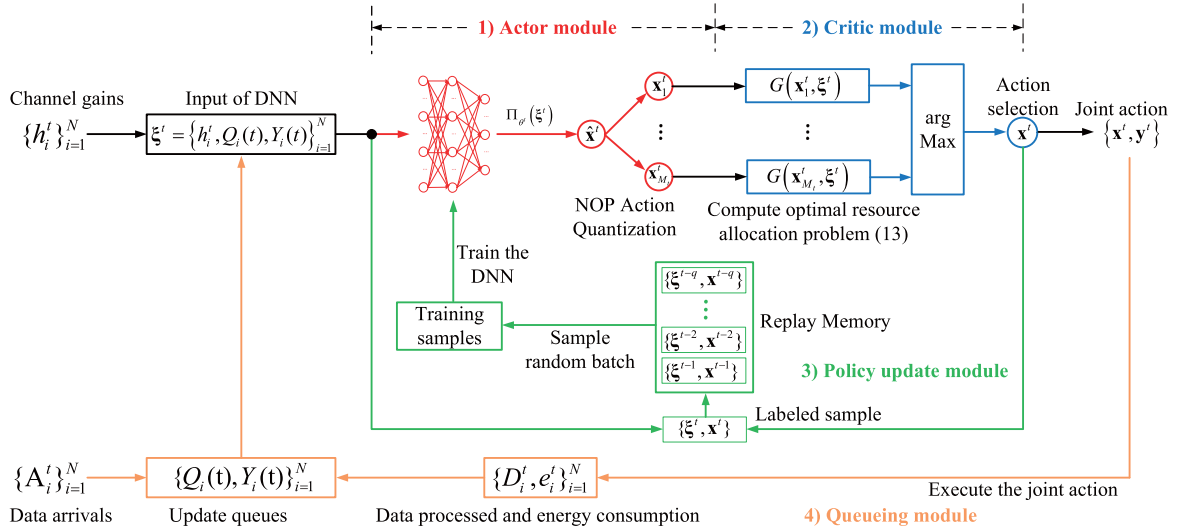 1) Actor module
2) Critic module
Channel gains
{h_i^t}_{i=1}^N
Input of DNN
ξ^t = {h_i^t, Q_i(t), Y_i(t)}_{i=1}^N
Π_{θ^t}(ξ^t)
x̂^t
x_1^t
⋮
x_{M_t}^t
NOP Action
Quantization
G(x_1^t, ξ^t)
⋮
G(x_{M_t}^t, ξ^t)
Compute optimal resource
allocation problem (13)
arg
Max
Action
selection
x^t
Joint action
{x^t, y^t}
Train the
DNN
Training
samples
Sample
random batch
{ξ^{t-q}, x^{t-q}}
⋮
{ξ^{t-2}, x^{t-2}}
{ξ^{t-1}, x^{t-1}}
Replay Memory
3) Policy update module
{ξ^t, x^t}
Labeled sample
{A_i^t}_{i=1}^N
Data arrivals
{Q_i(t), Y_i(t)}_{i=1}^N
Update queues
{D_i^t, e_i^t}_{i=1}^N
Data processed and energy consumption
Execute the joint action
4) Queueing module